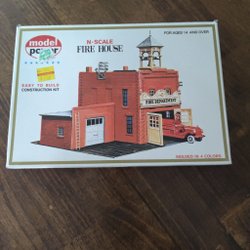 model
power
N-SCALE
FIRE HOUSE
FOR AGES 14 AND OVER
EASY TO BUILD
CONSTRUCTION KIT
FIRE DEPARTMENT
MOLDED IN 4 COLORS